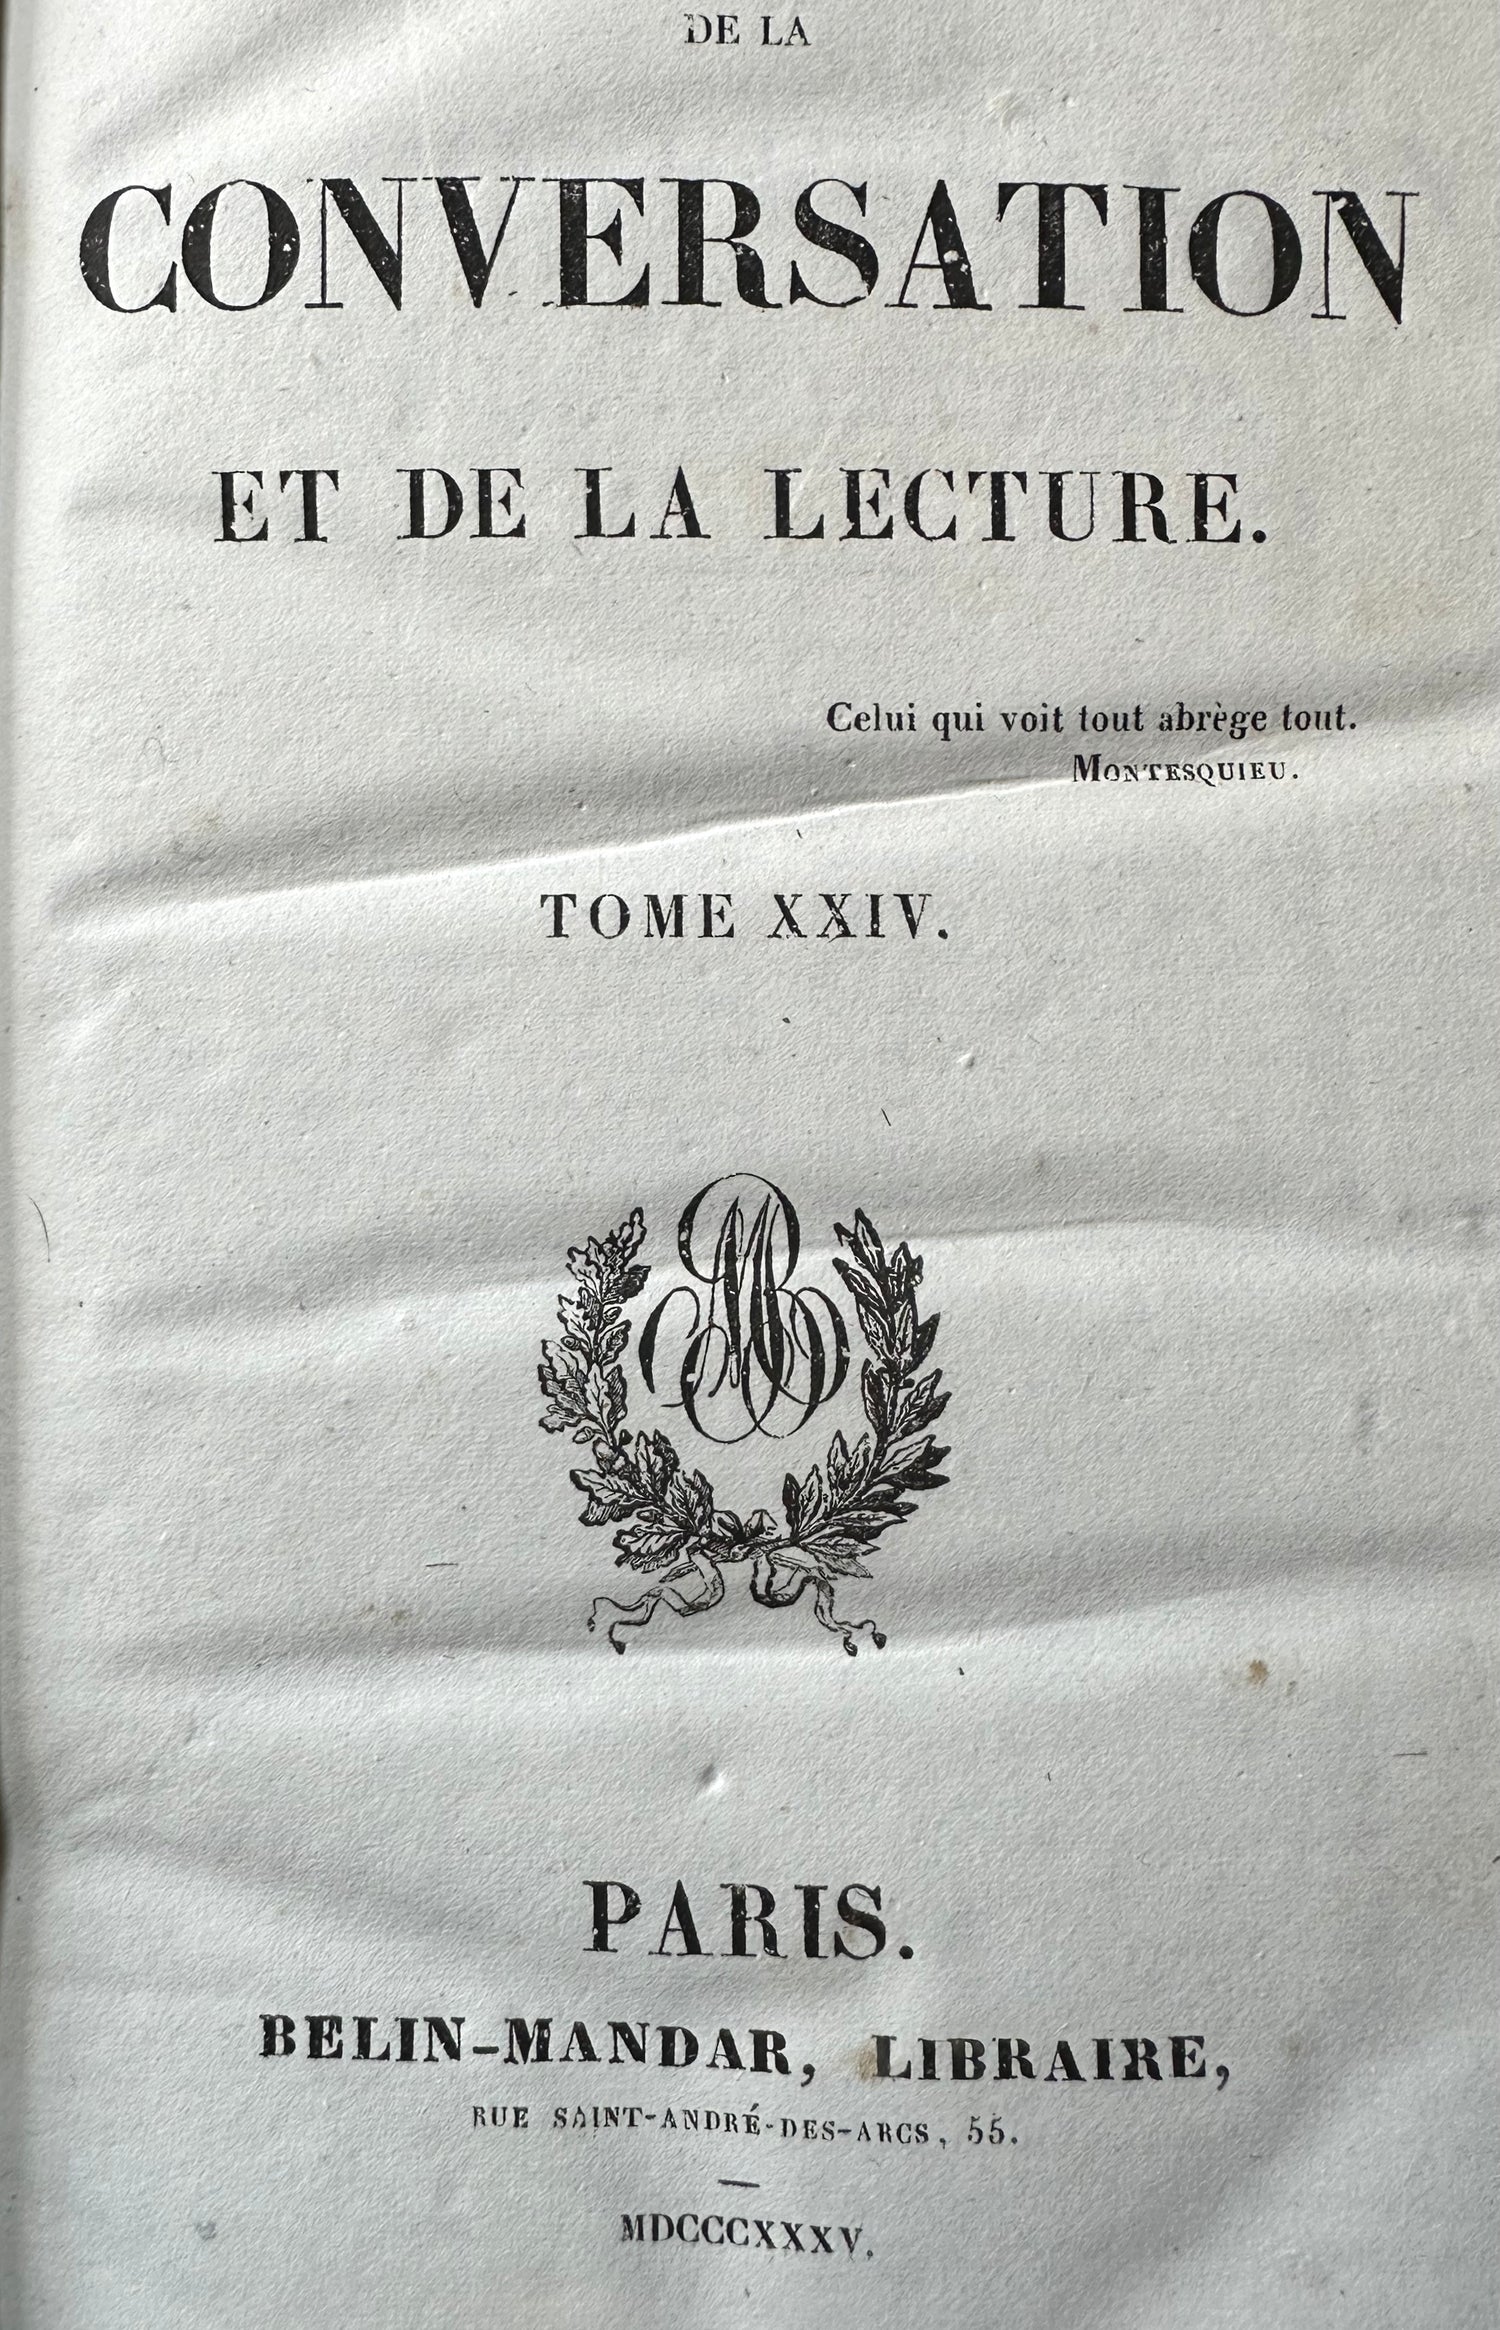 DE LA
CONVERSATION
ET DE LA LECTURE.
Celui qui voit tout abrège tout.
MONTESQUIEU.
TOME XXIV.
BM
PARIS.
BELIN-MANDAR, LIBRAIRE,
RUE SAINT-ANDRÉ-DES-ARCS, 55.
MDCCCXXXV.